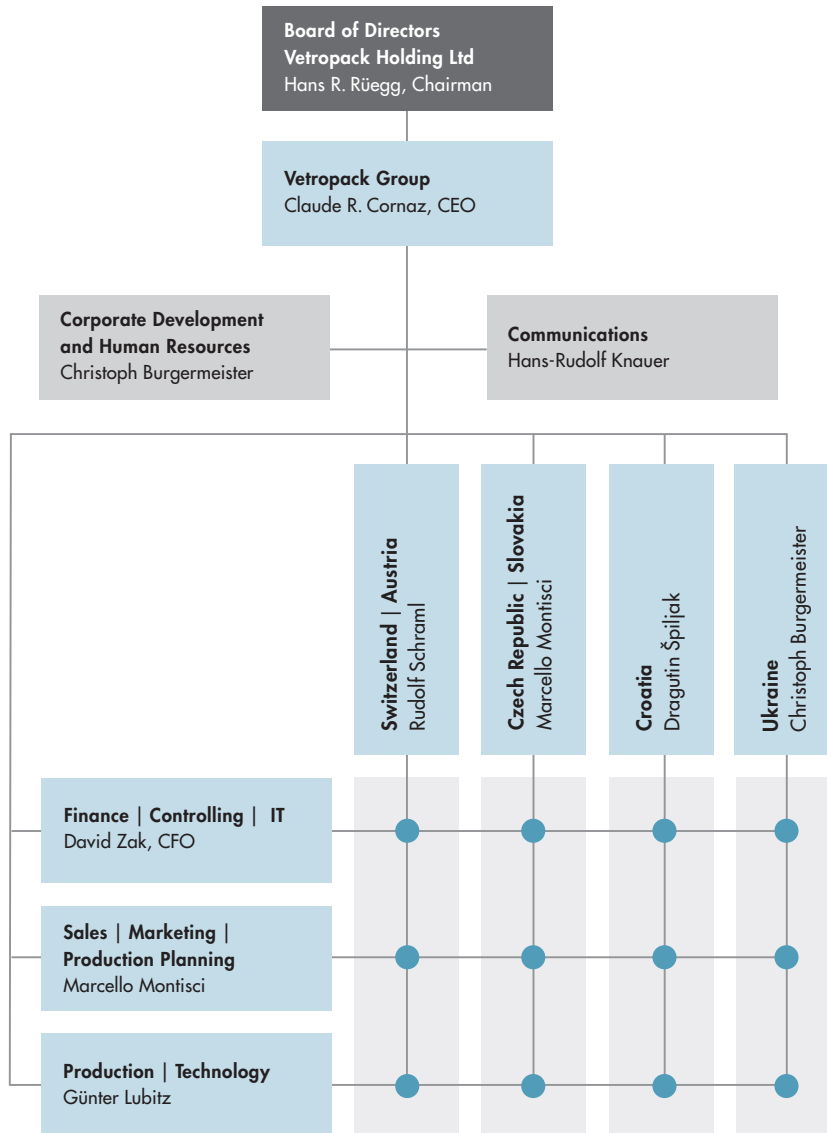 Board of Directors
Vetropack Holding Ltd
Hans R. Rüegg, Chairman
Vetropack Group
Claude R. Cornaz, CEO
Corporate Development
and Human Resources
Christoph Burgermeister
Communications
Hans-Rudolf Knauer
Switzerland | Austria
Rudolf Schraml
Czech Republic | Slovakia
Marcello Montisci
Croatia
Dragutin Špiljak
Ukraine
Christoph Burgermeister
Finance | Controlling | IT
David Zak, CFO
Sales | Marketing |
Production Planning
Marcello Montisci
Production | Technology
Günter Lubitz